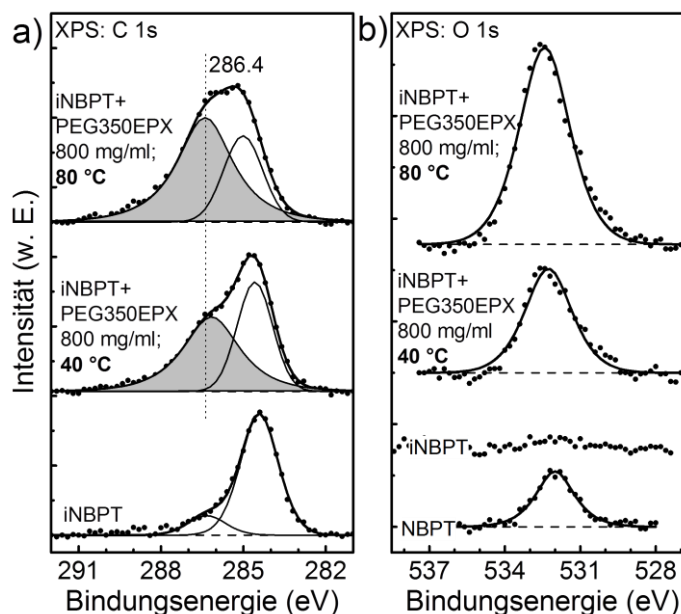 a)
XPS: C 1s
286.4
iNBPT+
PEG350EPX
800 mg/ml;
80 °C
iNBPT+
PEG350EPX
800 mg/ml;
40 °C
iNBPT
Intensität (w. E.)
291 288 285 282
Bindungsenergie (eV)
b)
XPS: O 1s
iNBPT+
PEG350EPX
800 mg/ml;
80 °C
iNBPT+
PEG350EPX
800 mg/ml
40 °C
iNBPT
NBPT
537 534 531 528
Bindungsenergie (eV)